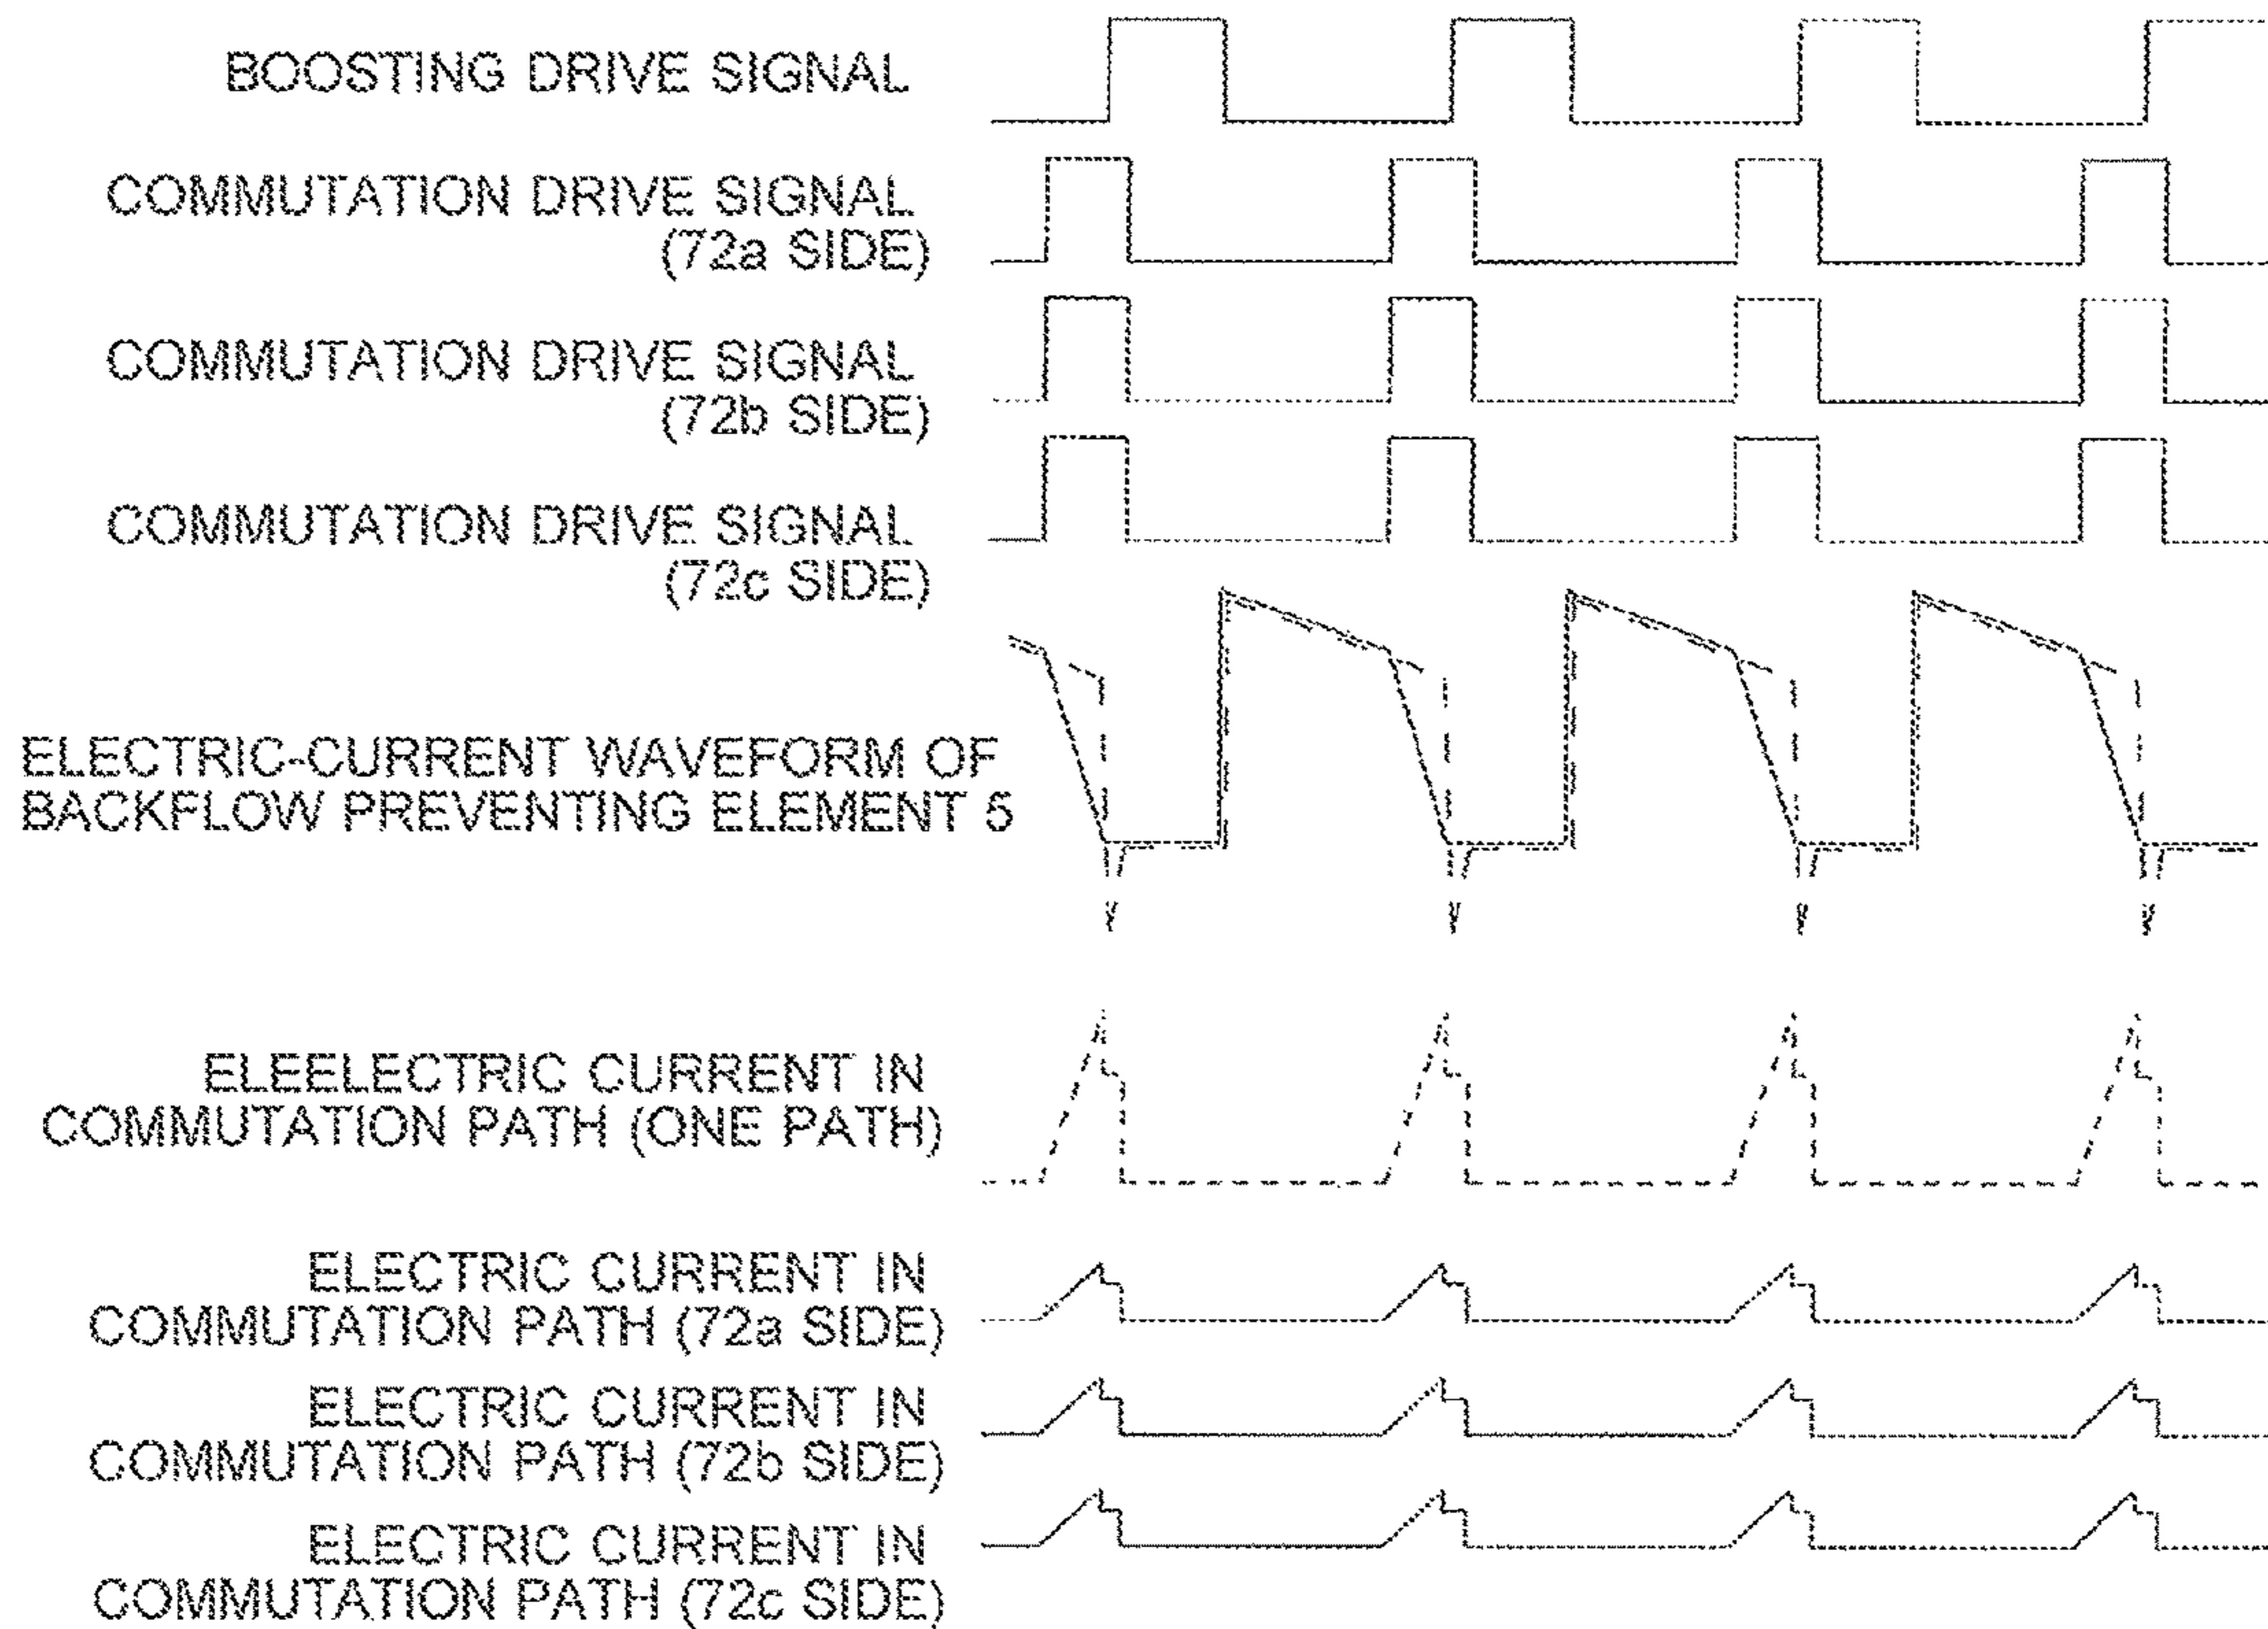 BOOSTING DRIVE SIGNAL
COMMUTATION DRIVE SIGNAL
(72a SIDE)
COMMUTATION DRIVE SIGNAL
(72b SIDE)
COMMUTATION DRIVE SIGNAL
(72c SIDE)
ELECTRIC-CURRENT WAVEFORM OF
BACKFLOW PREVENTING ELEMENT 5
ELEELECTRIC CURRENT IN
COMMUTATION PATH (ONE PATH)
ELECTRIC CURRENT IN
COMMUTATION PATH (72a SIDE)
ELECTRIC CURRENT IN
COMMUTATION PATH (72b SIDE)
ELECTRIC CURRENT IN
COMMUTATION PATH (72c SIDE)